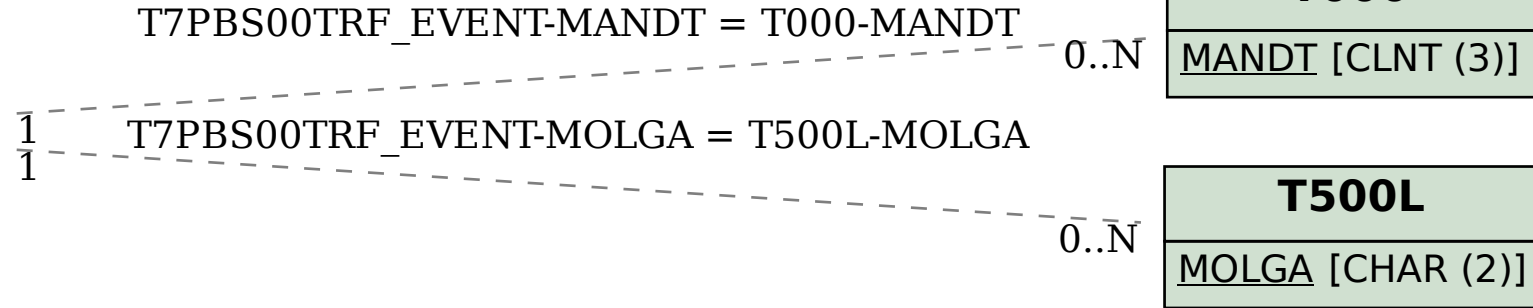 T7PBS00TRF_EVENT-MANDT = T000-MANDT
0..N
MANDT [CLNT (3)]
1
T7PBS00TRF_EVENT-MOLGA = T500L-MOLGA
1
T500L
0..N
MOLGA [CHAR (2)]